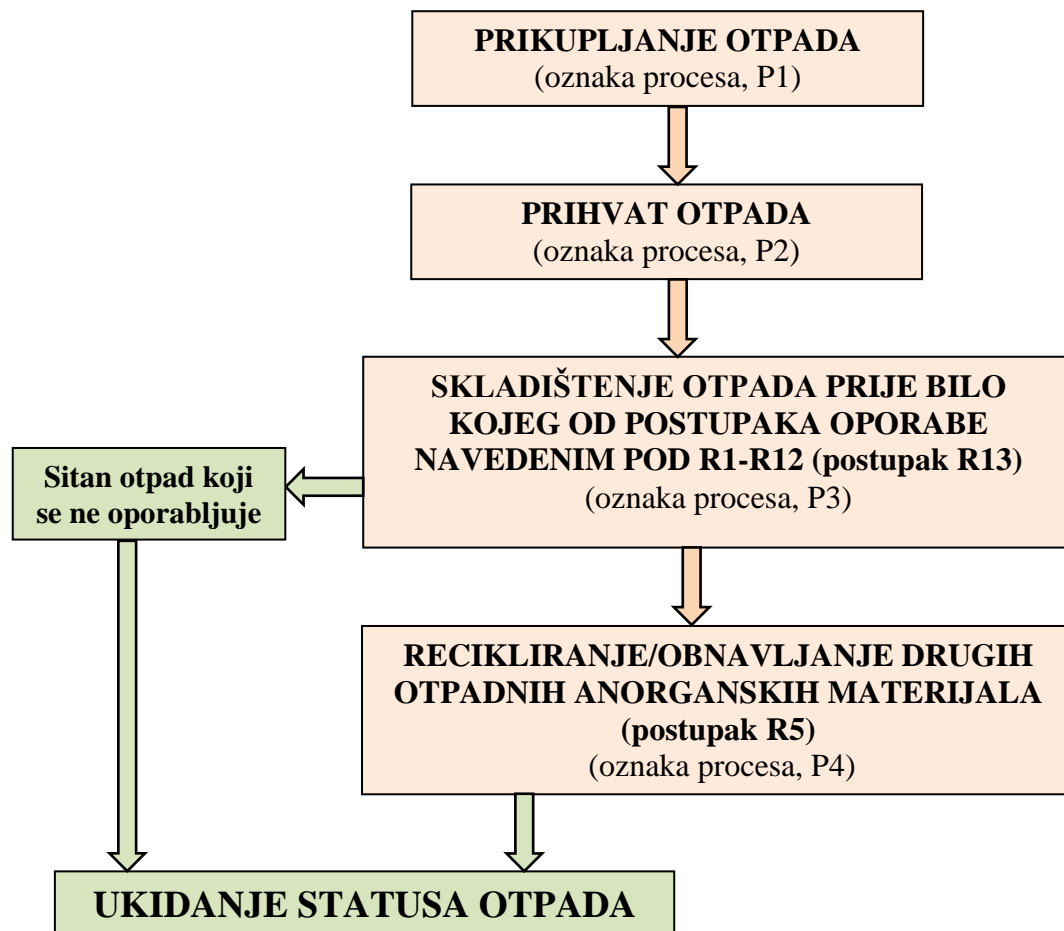 PRIKUPLJANJE OTPADA
(oznaka procesa, P1)
PRIHVAT OTPADA
(oznaka procesa, P2)
SKLADIŠTENJE OTPADA PRIJE BILO
KOJEG OD POSTUPAKA OPORABE
NAVEDENIM POD R1-R12 (postupak R13)
(oznaka procesa, P3)
Sitan otpad koji
se ne oporabljuje
RECIKLIRANJE/OBNAVLJANJE DRUGIH
OTPADNIH ANORGANSKIH MATERIJALA
(postupak R5)
(oznaka procesa, P4)
UKIDANJE STATUSA OTPADA